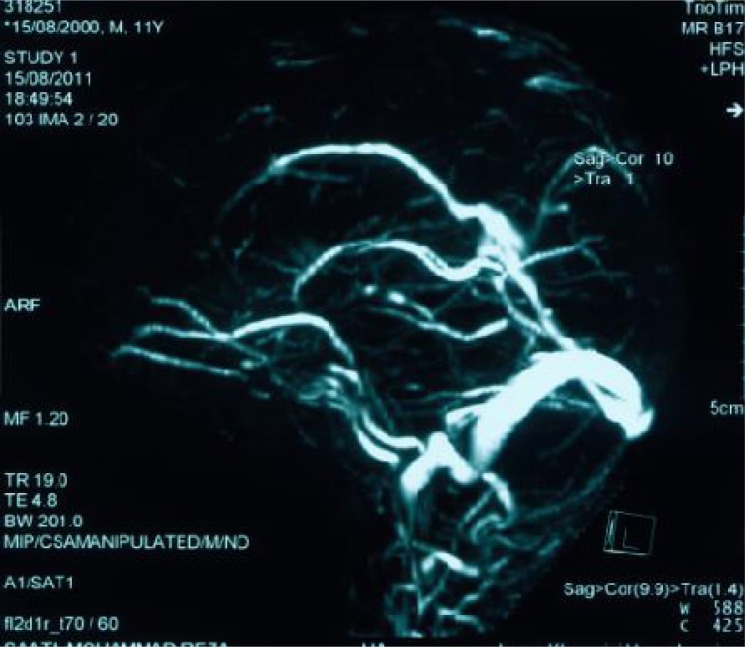 318251
*15/08/2000, M, 11Y
STUDY 1
15/08/2011
18:49:54
103 IMA 2 / 20
TrioTim
MR B17
HFS
+LPH
Sag>Cor 10
>Tra 1
ARF
5cm
MF 1.20
TR 19.0
TE 4.8
BW 201.0
MIP/CSAMANIPULATED/M/ND
L
A1/SAT1
Sag>Cor(9.9)>Tra(1.4)
W 588
C 425
fl2d1r_t70 / 60